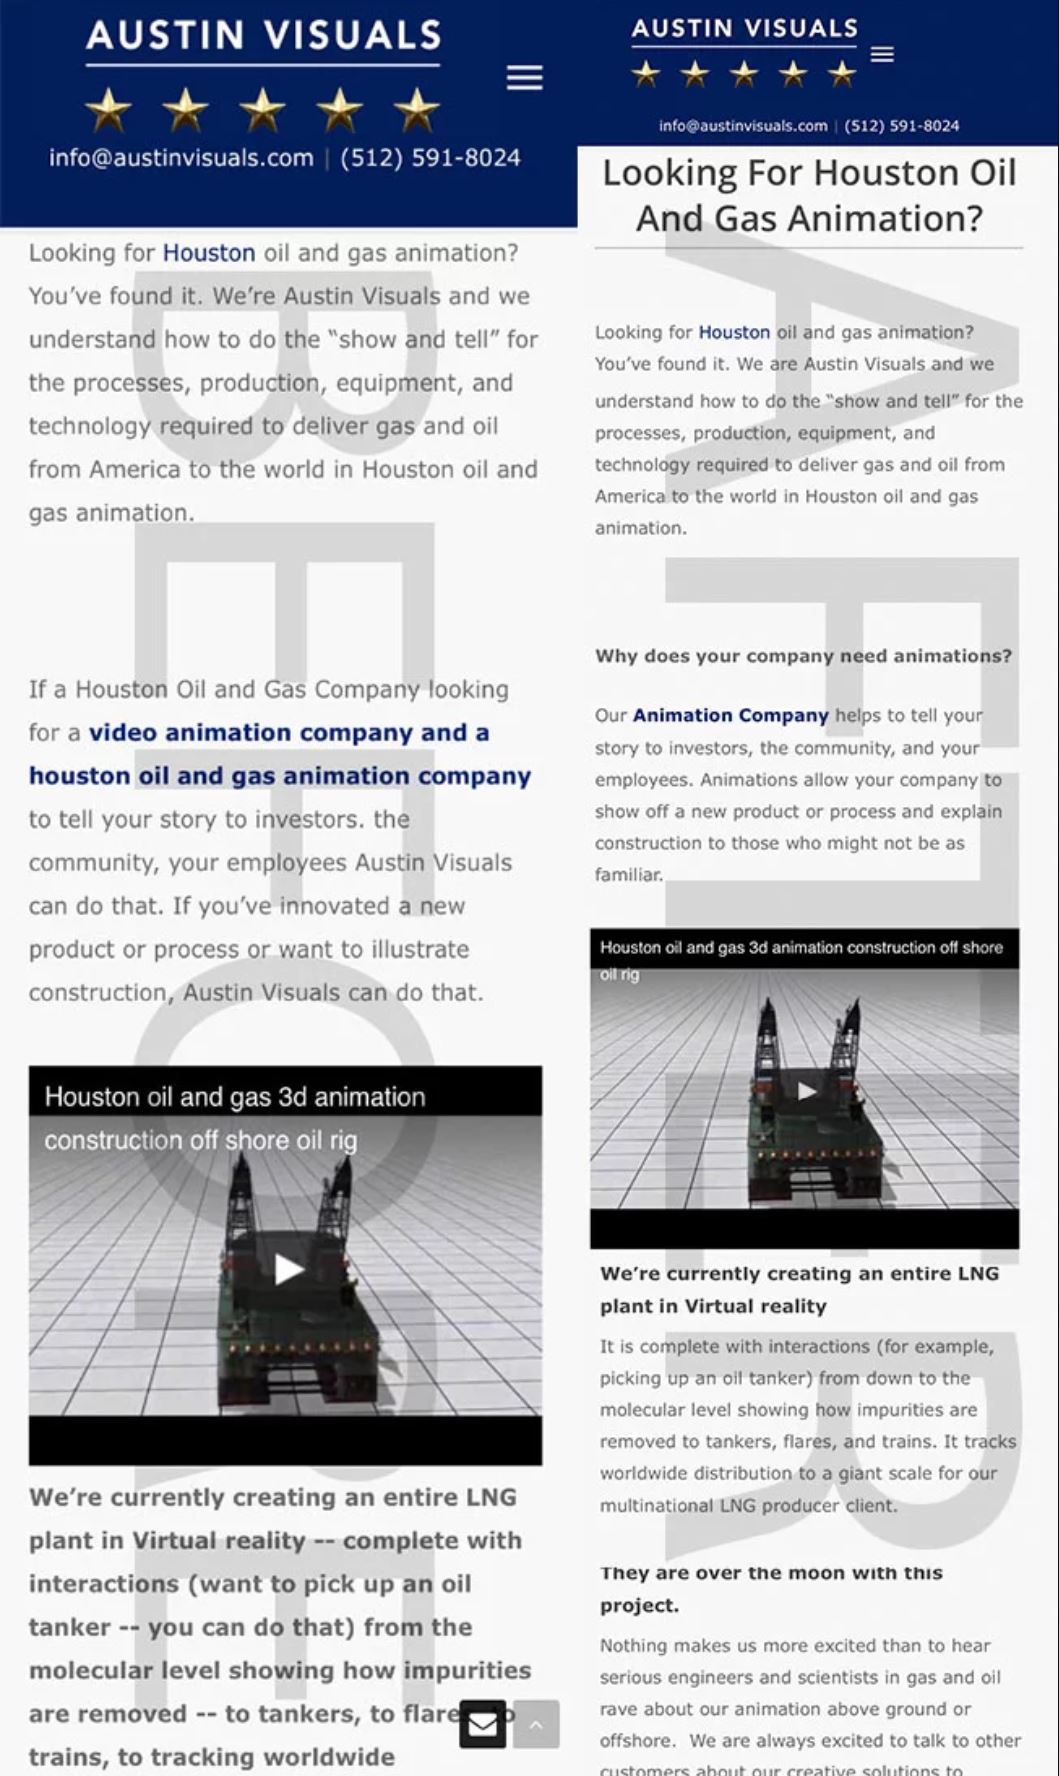 AUSTIN VISUALS
info@austinvisuals.com | (512) 591-8024
Looking for Houston oil and gas animation?
You've found it. We're Austin Visuals and we
understand how to do the “show and tell” for
the processes, production, equipment, and
technology required to deliver gas and oil
from America to the world in Houston oil and
gas animation.
If a Houston Oil and Gas Company looking
for a video animation company and a
houston oil and gas animation company
to tell your story to investors. the
community, your employees Austin Visuals
can do that. If you've innovated a new
product or process or want to illustrate
construction, Austin Visuals can do that.
Houston oil and gas 3d animation
construction off shore oil rig
We're currently creating an entire LNG
plant in Virtual reality -- complete with
interactions (want to pick up an oil
tanker -- you can do that) from the
molecular level showing how impurities
are removed -- to tankers, to flares, to
trains, to tracking worldwide
BEFORE
AUSTIN VISUALS
info@austinvisuals.com | (512) 591-8024
Looking For Houston Oil
And Gas Animation?
Looking for Houston oil and gas animation?
You've found it. We are Austin Visuals and we
understand how to do the “show and tell” for the
processes, production, equipment, and
technology required to deliver gas and oil from
America to the world in Houston oil and gas
animation.
Why does your company need animations?
Our Animation Company helps to tell your
story to investors, the community, and your
employees. Animations allow your company to
show off a new product or process and explain
construction to those who might not be as
familiar.
Houston oil and gas 3d animation construction off shore
oil rig
We're currently creating an entire LNG
plant in Virtual reality
It is complete with interactions (for example,
picking up an oil tanker) from down to the
molecular level showing how impurities are
removed to tankers, flares, and trains. It tracks
worldwide distribution to a giant scale for our
multinational LNG producer client.
They are over the moon with this
project.
Nothing makes us more excited than to hear
serious engineers and scientists in gas and oil
rave about our animation above ground or
offshore. We are always excited to talk to other
customers about our creative solutions to
AFTER